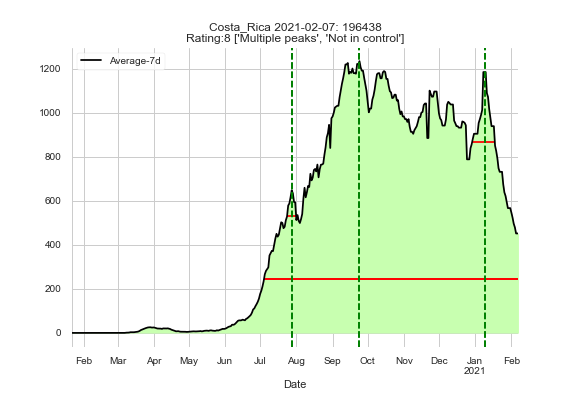 Costa_Rica 2021-02-07: 196438
Rating:8 ['Multiple peaks', 'Not in control']
Average-7d
1200
1000
800
600
400
200
0
Feb Mar Apr May Jun Jul Aug Sep Oct Nov Dec Jan Feb
2021
Date